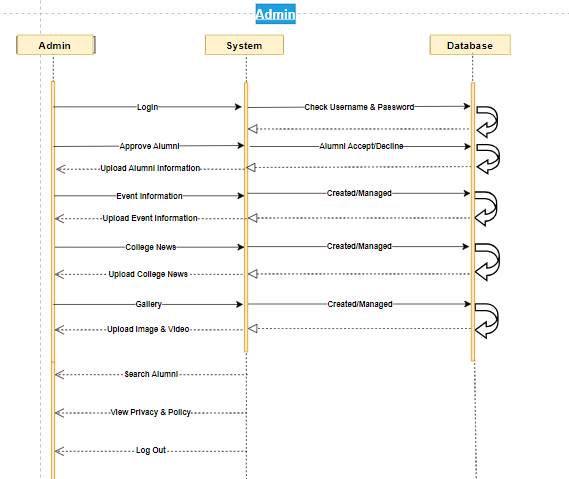 Admin
Admin
System
Database
Login
Check Username & Password
Approve Alumni
Alumni Accept/Decline
Upload Alumni Information
Event Information
Created/Managed
Upload Event Information
College News
Created/Managed
Upload College News
Gallery
Created/Managed
Upload Image & Video
Search Alumni
View Privacy & Policy
Log Out